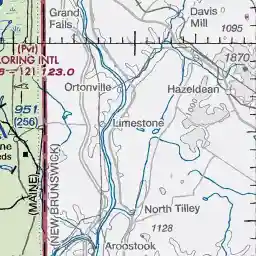 Grand
Falls
Davis
Mill
1095
(Pvt)
LORING INTL
121 123.0
1870
Ortonville
Hazeldean
951
(256)
Limestone
(MAINE)
(NEW BRUNSWICK)
North Tilley
1128
Aroostook